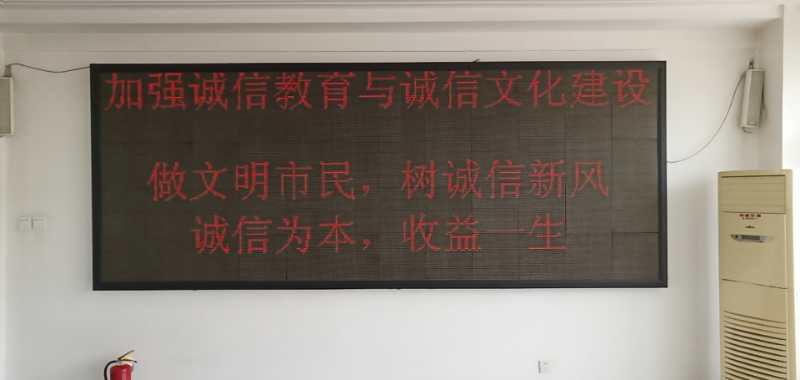 加强诚信教育与诚信文化建设
做文明市民，树诚信新风
诚信为本，收益一生